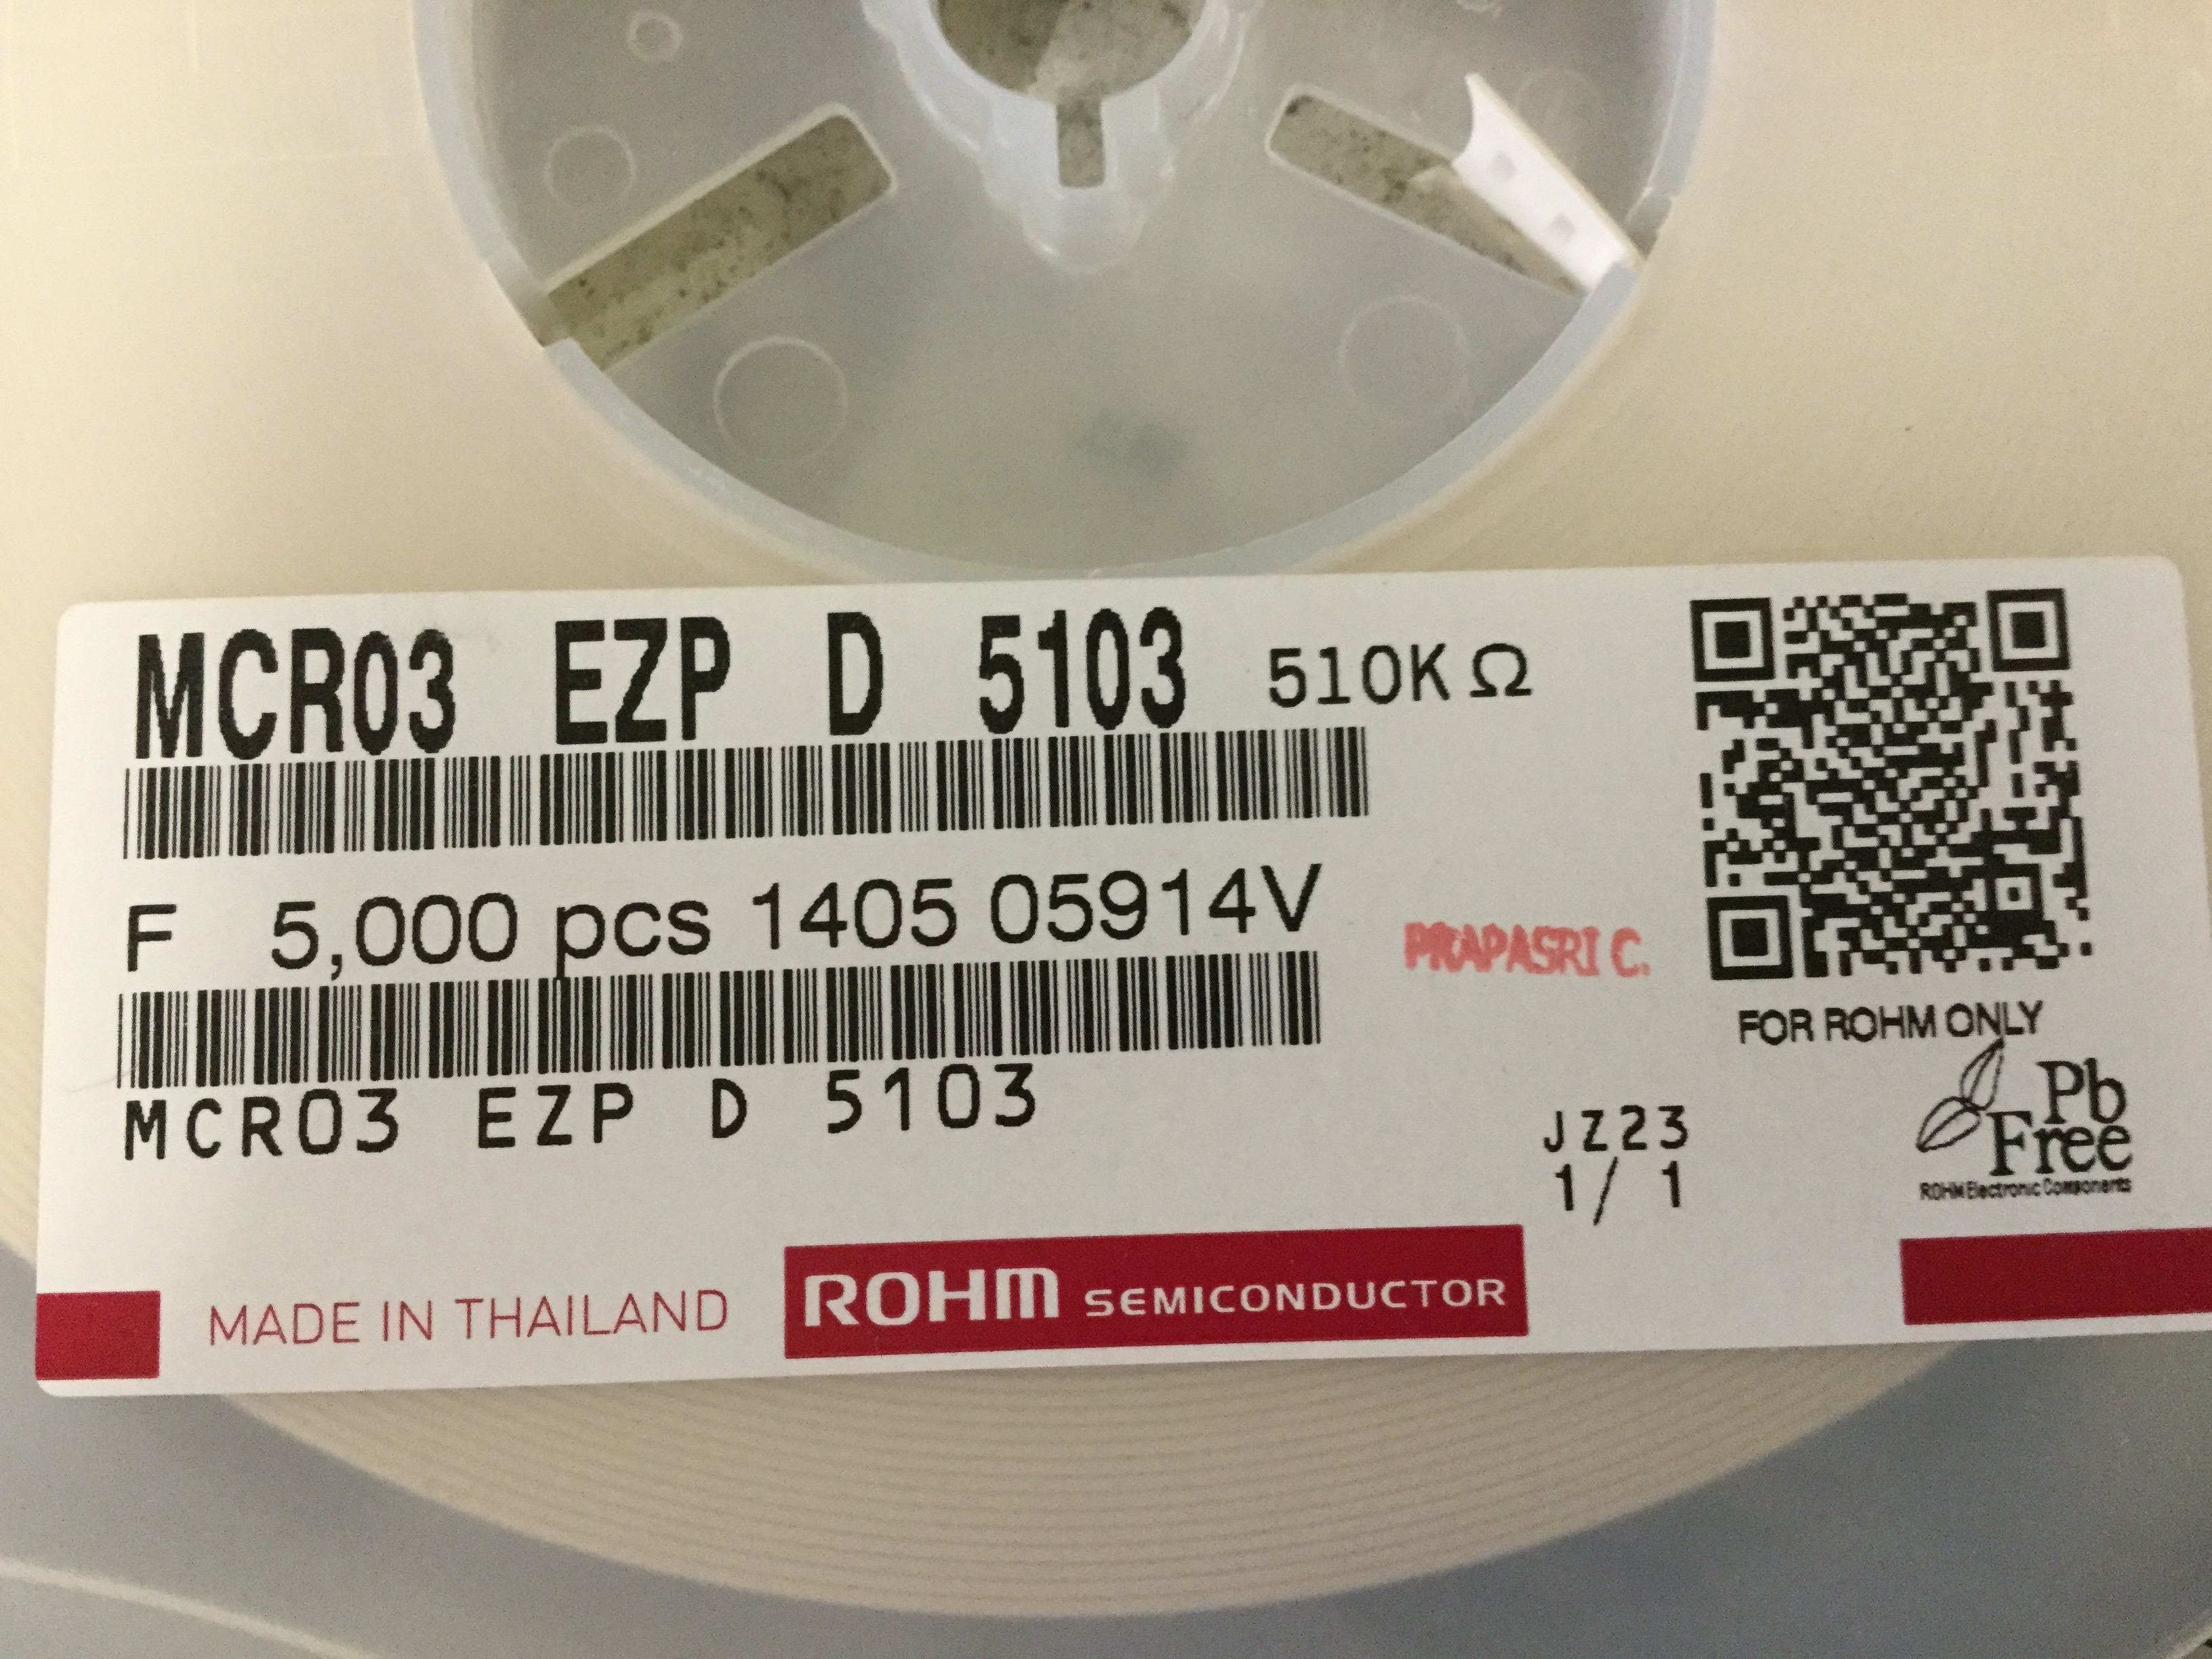 MCR03 EZP D 5103 510KΩ
F 5,000 pcs 1405 05914V
PRAPASRI C.
MCR03 EZP D 5103
FOR ROHM ONLY
JZ23
1/ 1
Pb
Free
ROHM Electronic Components
MADE IN THAILAND
ROHM SEMICONDUCTOR